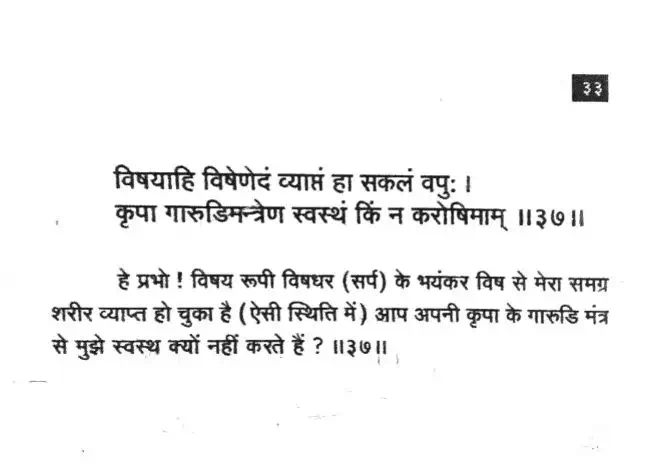 ३३
विषयाहि विषेणेदं व्याप्तं हा सकलं वपुः ।
कृपा गारुडिमन्त्रेण स्वस्थं किं न करोषिमाम् ॥३७॥
हे प्रभो ! विषय रूपी विषधर (सर्प) के भयंकर विष से मेरा समग्र
शरीर व्याप्त हो चुका है (ऐसी स्थिति में) आप अपनी कृपा के गारुडि मंत्र
से मुझे स्वस्थ क्यों नहीं करते हैं ? ॥३७॥